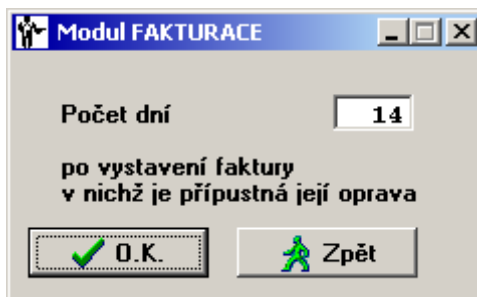 Modul FAKTURACE
Počet dní 14
po vystavení faktury
v nichž je přípustná její oprava
O.K. Zpět